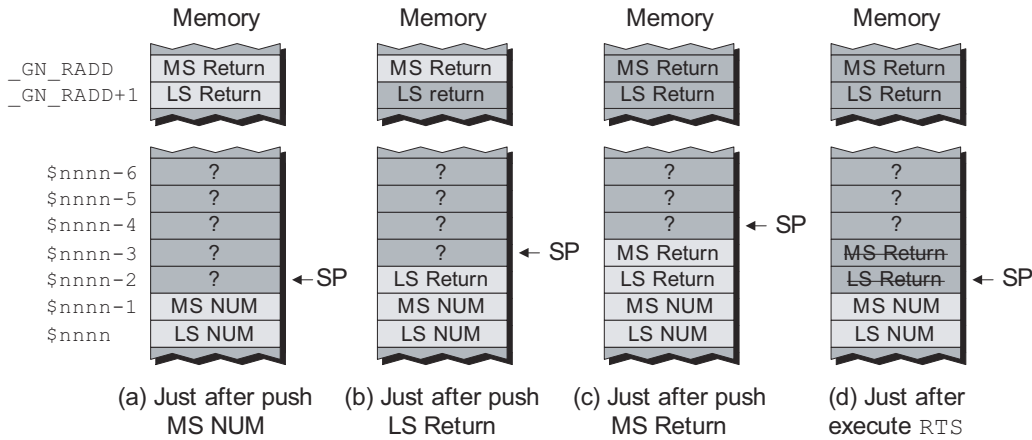 Memory Memory Memory Memory
_GN_RADD MS Return MS Return MS Return MS Return
_GN_RADD+1 LS Return LS return LS Return LS Return
$nnnn-6 ? ? ? ?
$nnnn-5 ? ? ? ?
$nnnn-4 ? ? ? ← SP ?
$nnnn-3 ? ? ← SP MS Return MS Return
$nnnn-2 ? ← SP LS Return LS Return LS Return ← SP
$nnnn-1 MS NUM MS NUM MS NUM MS NUM
$nnnn LS NUM LS NUM LS NUM LS NUM
(a) Just after push (b) Just after push (c) Just after push (d) Just after
MS NUM LS Return MS Return execute RTS